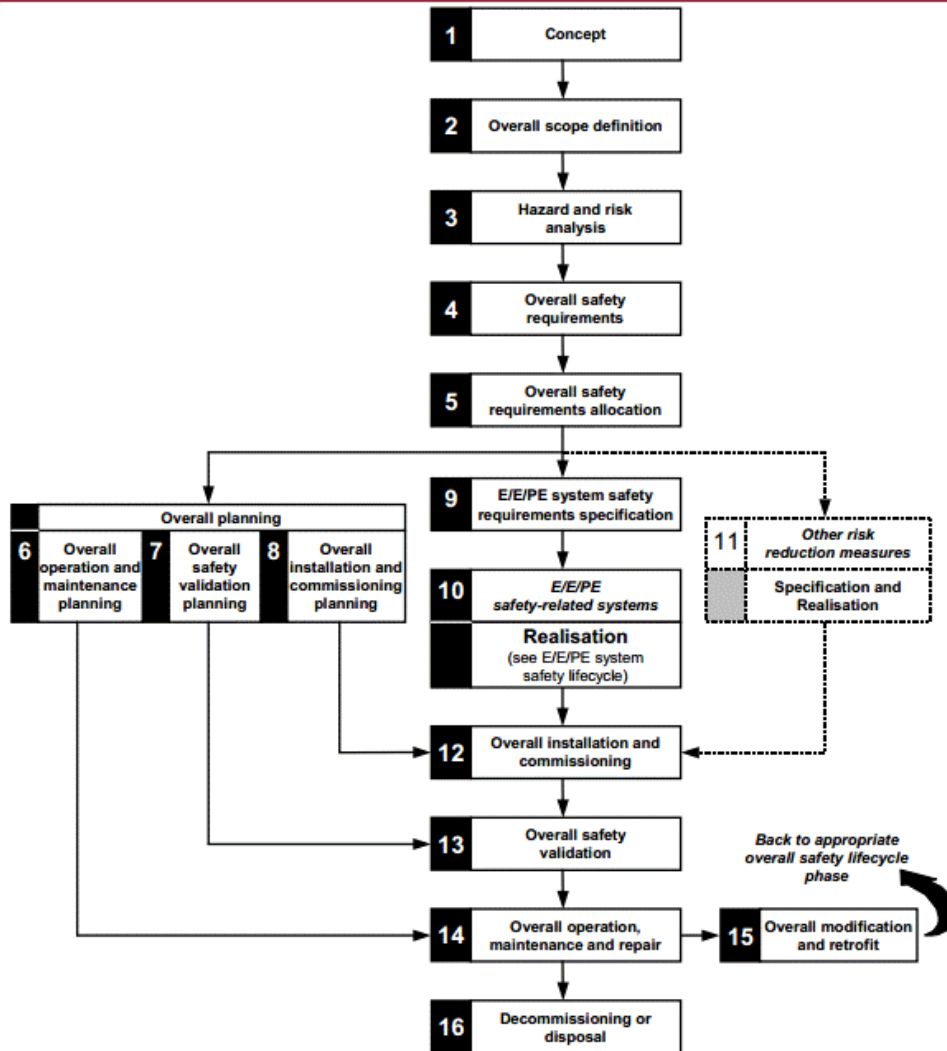 1
Concept
2
Overall scope definition
3
Hazard and risk
analysis
4
Overall safety
requirements
5
Overall safety
requirements allocation
Overall planning
6
Overall
operation and
maintenance
planning
7
Overall
safety
validation
planning
8
Overall
installation and
commissioning
planning
9
E/E/PE system safety
requirements specification
10
E/E/PE
safety-related systems
Realisation
(see E/E/PE system
safety lifecycle)
11
Other risk
reduction measures
Specification and
Realisation
12
Overall installation and
commissioning
13
Overall safety
validation
14
Overall operation,
maintenance and repair
Back to appropriate
overall safety lifecycle
phase
15
Overall modification
and retrofit
16
Decommissioning or
disposal